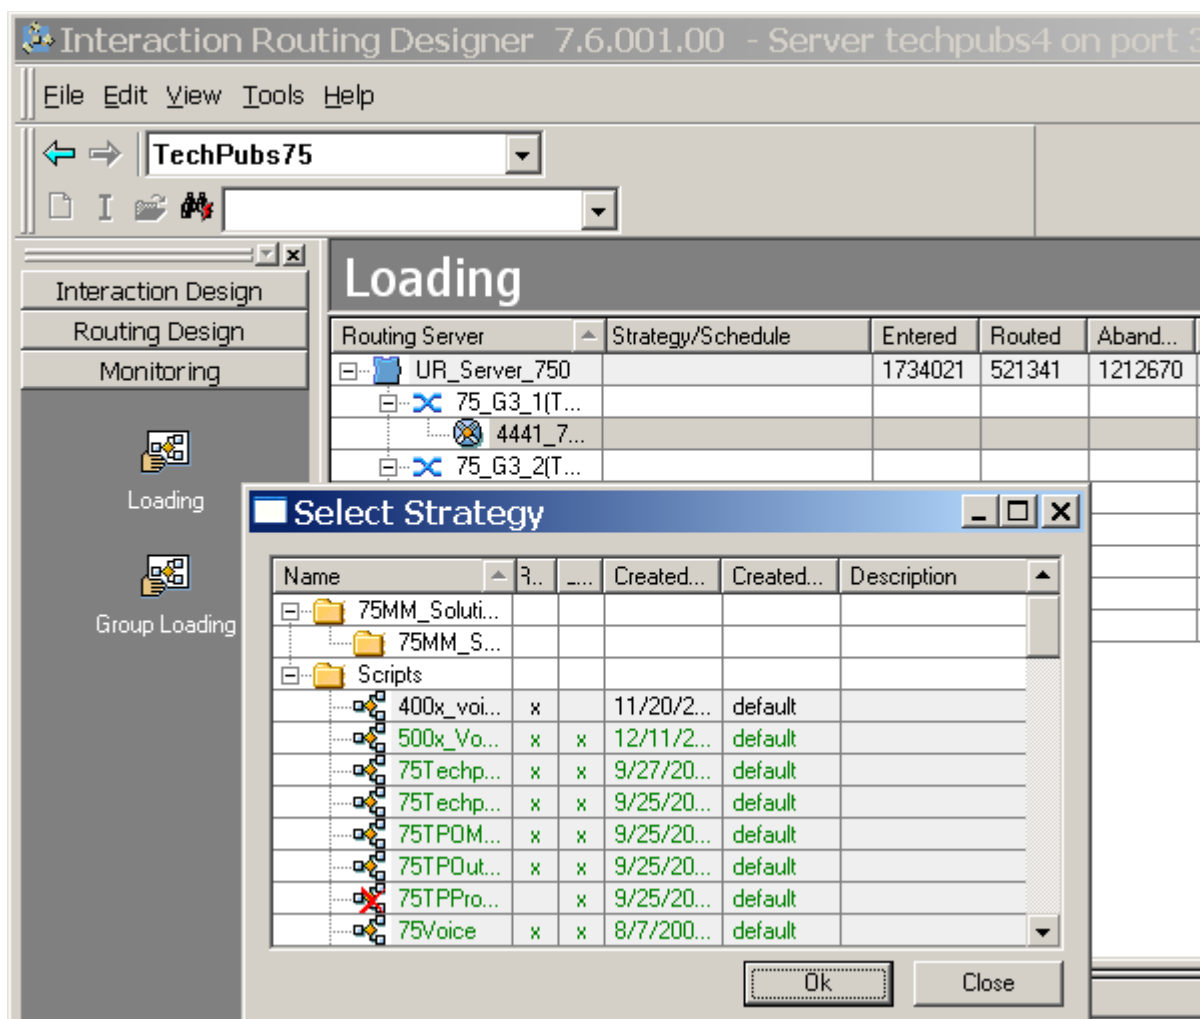 Interaction Routing Designer 7.6.001.00 - Server techpubs4 on port 3
File Edit View Tools Help
TechPubs75
Interaction Design
Routing Design
Monitoring
Loading
Group Loading
Loading
Routing Server Strategy/Schedule Entered Routed Aband...
UR_Server_750 1734021 521341 1212670
75_G3_1(T...
4441_7...
75_G3_2(T...
Select Strategy
Name R.. _... Created... Created... Description
75MM_Soluti...
75MM_S...
Scripts
400x_voi... x 11/20/2... default
500x_Vo... x x 12/11/2... default
75Techp... x x 9/27/20... default
75Techp... x x 9/25/20... default
75TPOM... x x 9/25/20... default
75TPOut... x x 9/25/20... default
75TPPro... x 9/25/20... default
75Voice x x 8/7/200... default
Ok Close